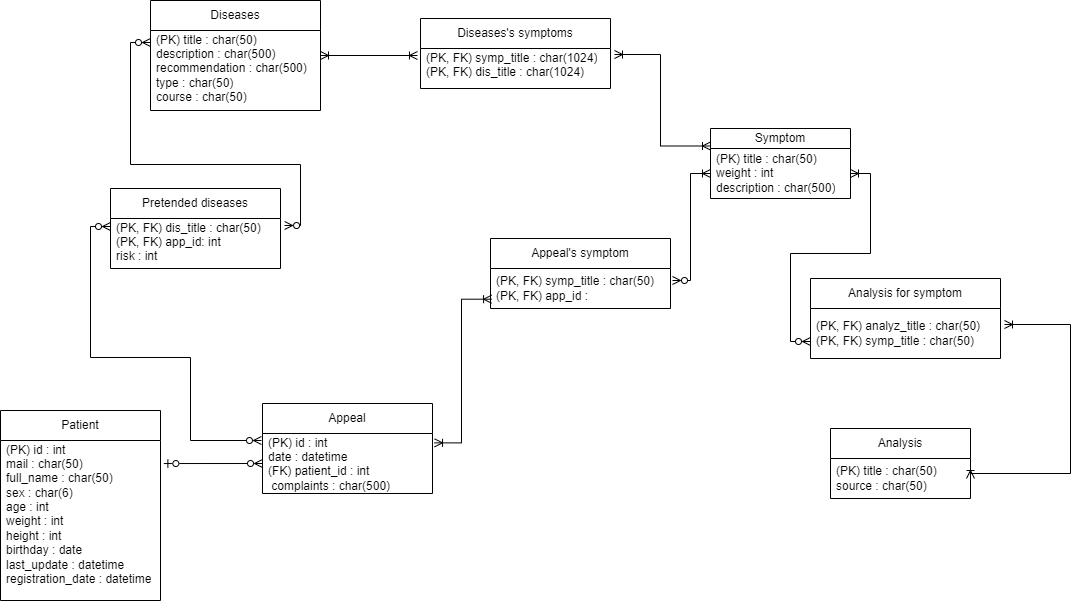 Diseases
(PK) title : char(50)
description : char(500)
recommendation : char(500)
type : char(50)
course : char(50)
Diseases's symptoms
(PK, FK) symp_title : char(1024)
(PK, FK) dis_title : char(1024)
Symptom
(PK) title : char(50)
weight : int
description : char(500)
Pretended diseases
(PK, FK) dis_title : char(50)
(PK, FK) app_id: int
risk : int
Appeal's symptom
(PK, FK) symp_title : char(50)
(PK, FK) app_id :
Analysis for symptom
(PK, FK) analyz_title : char(50)
(PK, FK) symp_title : char(50)
Patient
(PK) id : int
mail : char(50)
full_name : char(50)
sex : char(6)
age : int
weight : int
height : int
birthday : date
last_update : datetime
registration_date : datetime
Appeal
(PK) id : int
date : datetime
(FK) patient_id : int
complaints : char(500)
Analysis
(PK) title : char(50)
source : char(50)